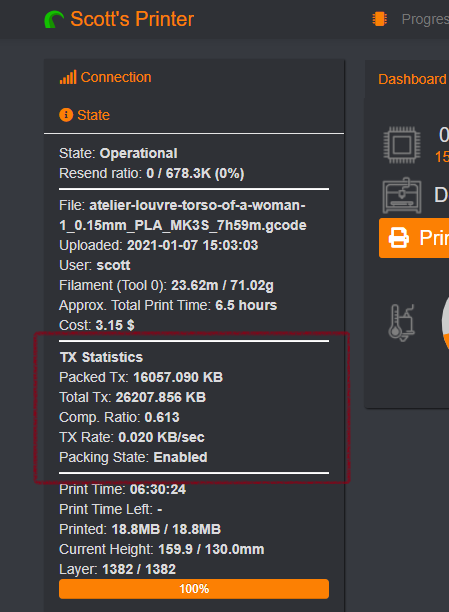 Scott's Printer
Progres
Connection
State
State: Operational
Resend ratio: 0 / 678.3K (0%)
File: atelier-louvre-torso-of-a-woman-
1_0.15mm_PLA_MK3S_7h59m.gcode
Uploaded: 2021-01-07 15:03:03
User: scott
Filament (Tool 0): 23.62m / 71.02g
Approx. Total Print Time: 6.5 hours
Cost: 3.15 $
TX Statistics
Packed Tx: 16057.090 KB
Total Tx: 26207.856 KB
Comp. Ratio: 0.613
TX Rate: 0.020 KB/sec
Packing State: Enabled
Print Time: 06:30:24
Print Time Left: -
Printed: 18.8MB / 18.8MB
Current Height: 159.9 / 130.0mm
Layer: 1382 / 1382
100%
Dashboard
0
15
D
Prin